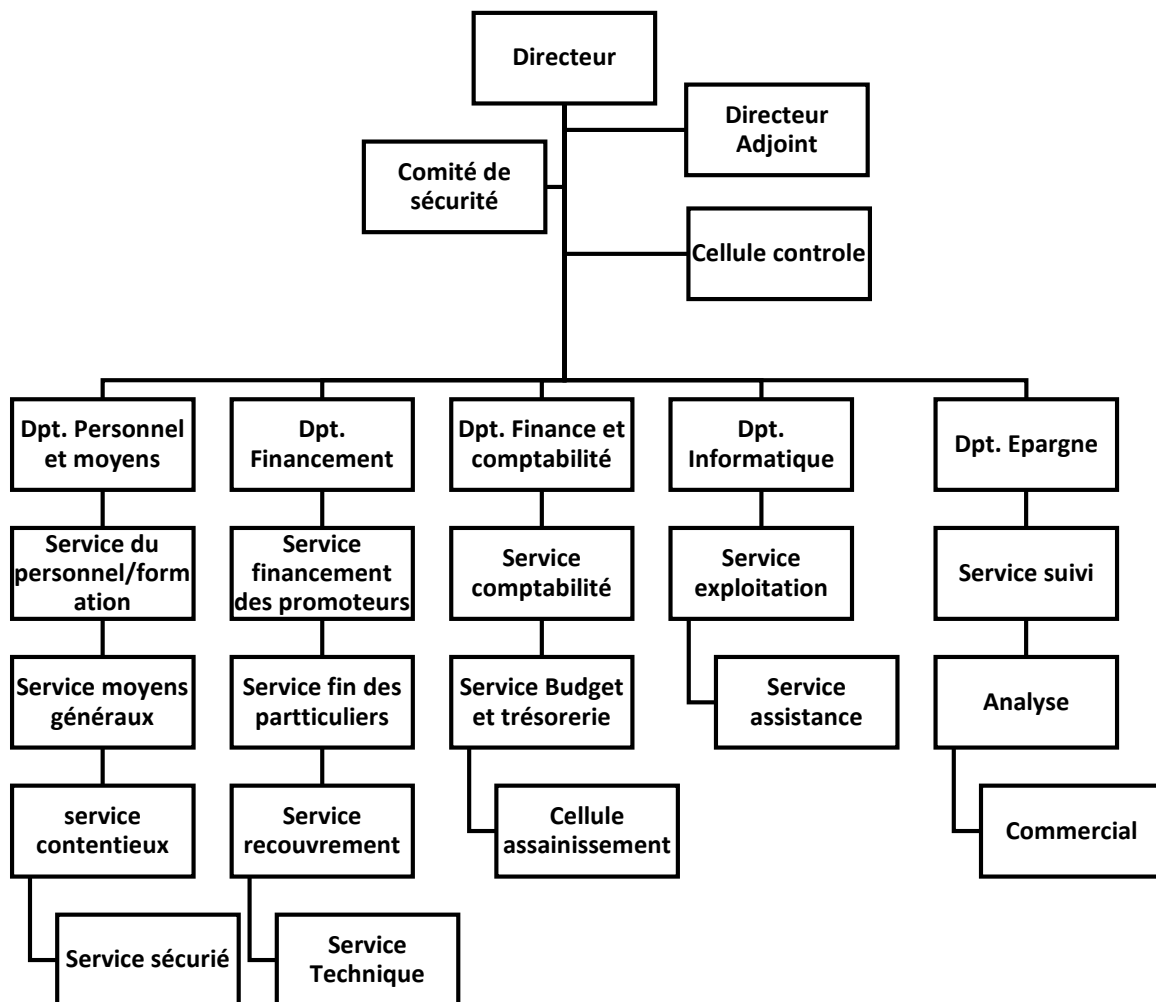 Directeur
Directeur
Adjoint
Comité de
sécurité
Cellule controle
Dpt. Personnel
et moyens
Dpt.
Financement
Dpt. Finance et
comptabilité
Dpt.
Informatique
Dpt. Epargne
Service du
personnel/form
ation
Service
financement
des promoteurs
Service
comptabilité
Service
exploitation
Service suivi
Service moyens
généraux
Service fin des
partticuliers
Service Budget
et trésorerie
Service
assistance
Analyse
service
contentieux
Service
recouvrement
Cellule
assainissement
Commercial
Service sécurié
Service
Technique